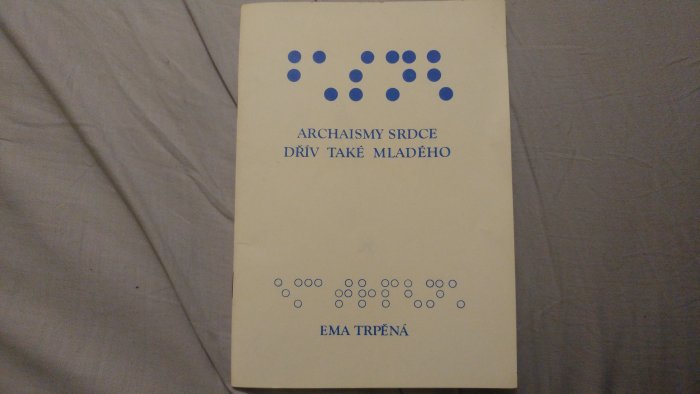 ⠃⠡⠎⠝⠣
ARCHAISMY SRDCE
DŘÍV TAKÉ MLADÉHO
⠑⠍⠁ ⠞⠗⠏⠣⠝⠡
EMA TRPĚNÁ